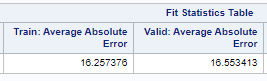 Fit Statistics Table
Train: Average Absolute Error
Valid: Average Absolute Error
16.257376
16.553413